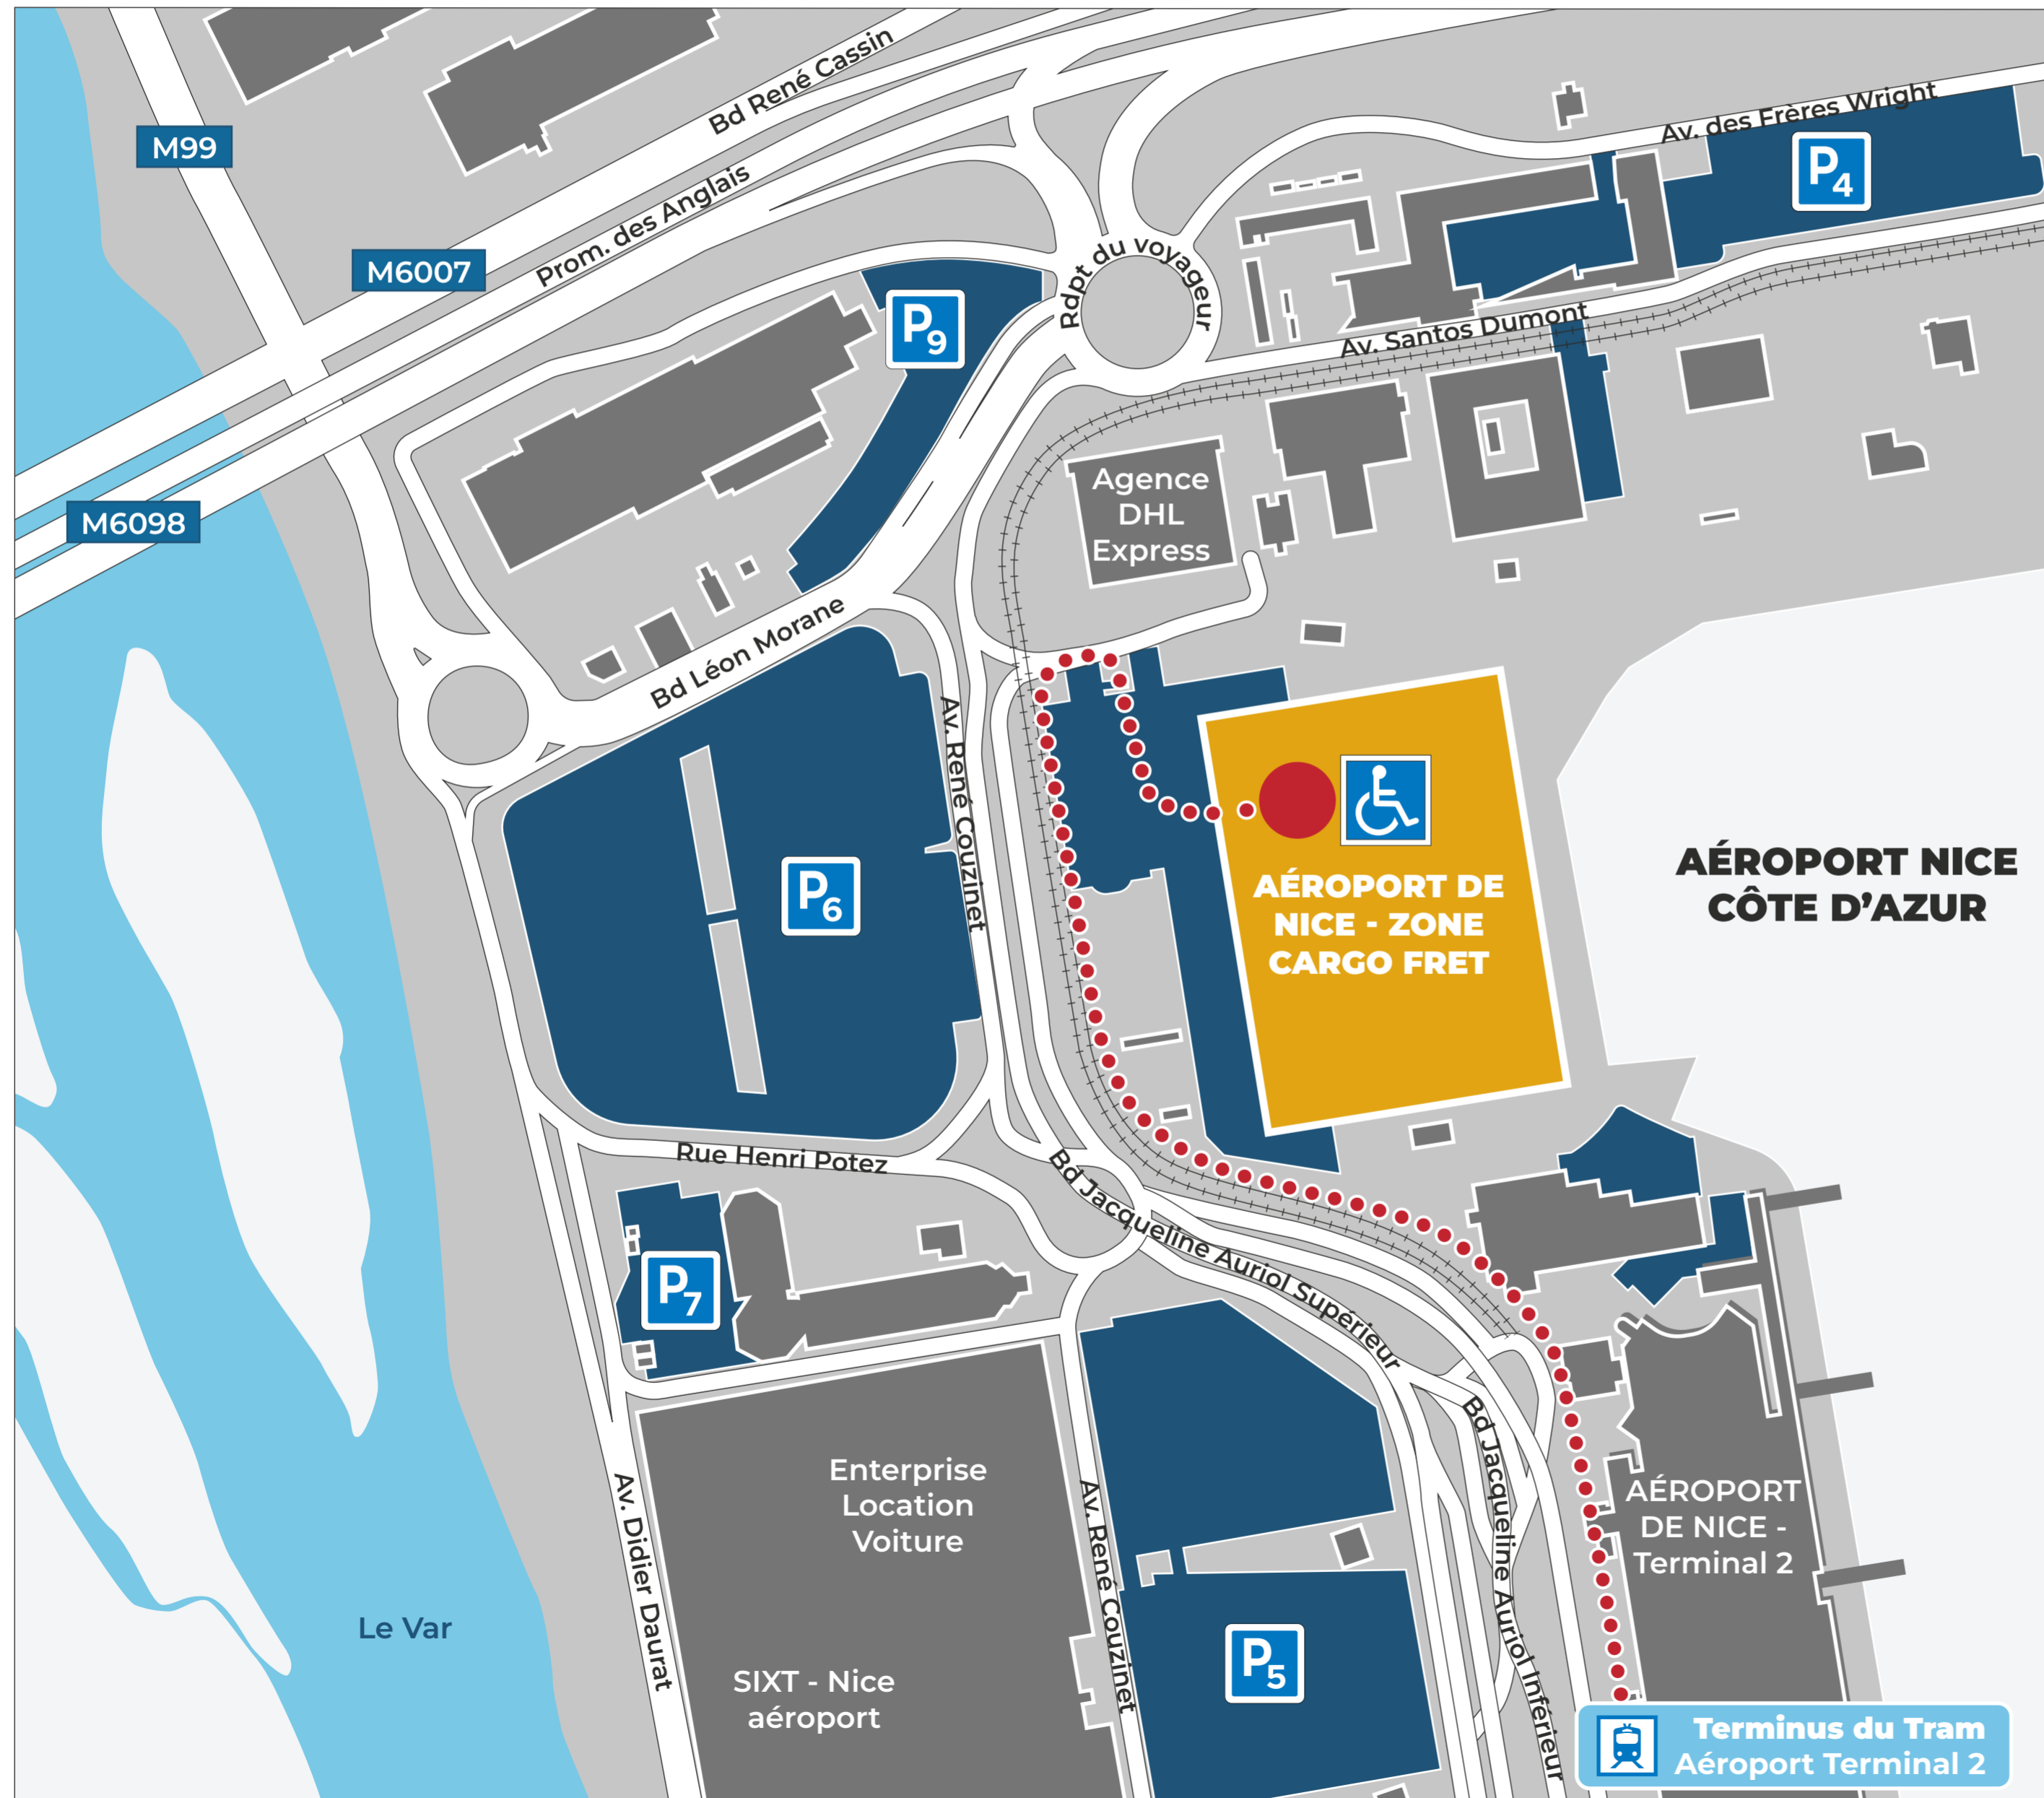 Bd René Cassin
M99
Av. des Frères Wright
P4
Prom. des Anglais
M6007
Rdpt du voyageur
P9
Av. Santos Dumont
Agence
DHL
Express
M6098
Bd Léon Morane
Av. René Couzinet
AÉROPORT NICE
CÔTE D'AZUR
P6
AÉROPORT DE
NICE - ZONE
CARGO FRET
Rue Henri Potez
Bd Jacqueline Auriol Supérieur
P7
Bd Jacqueline Auriol Inférieur
Enterprise
Location
Voiture
Av. Didier Daurat
Av. René Couzinet
AÉROPORT
DE NICE -
Terminal 2
Le Var
P5
SIXT - Nice
aéroport
Terminus du Tram
Aéroport Terminal 2